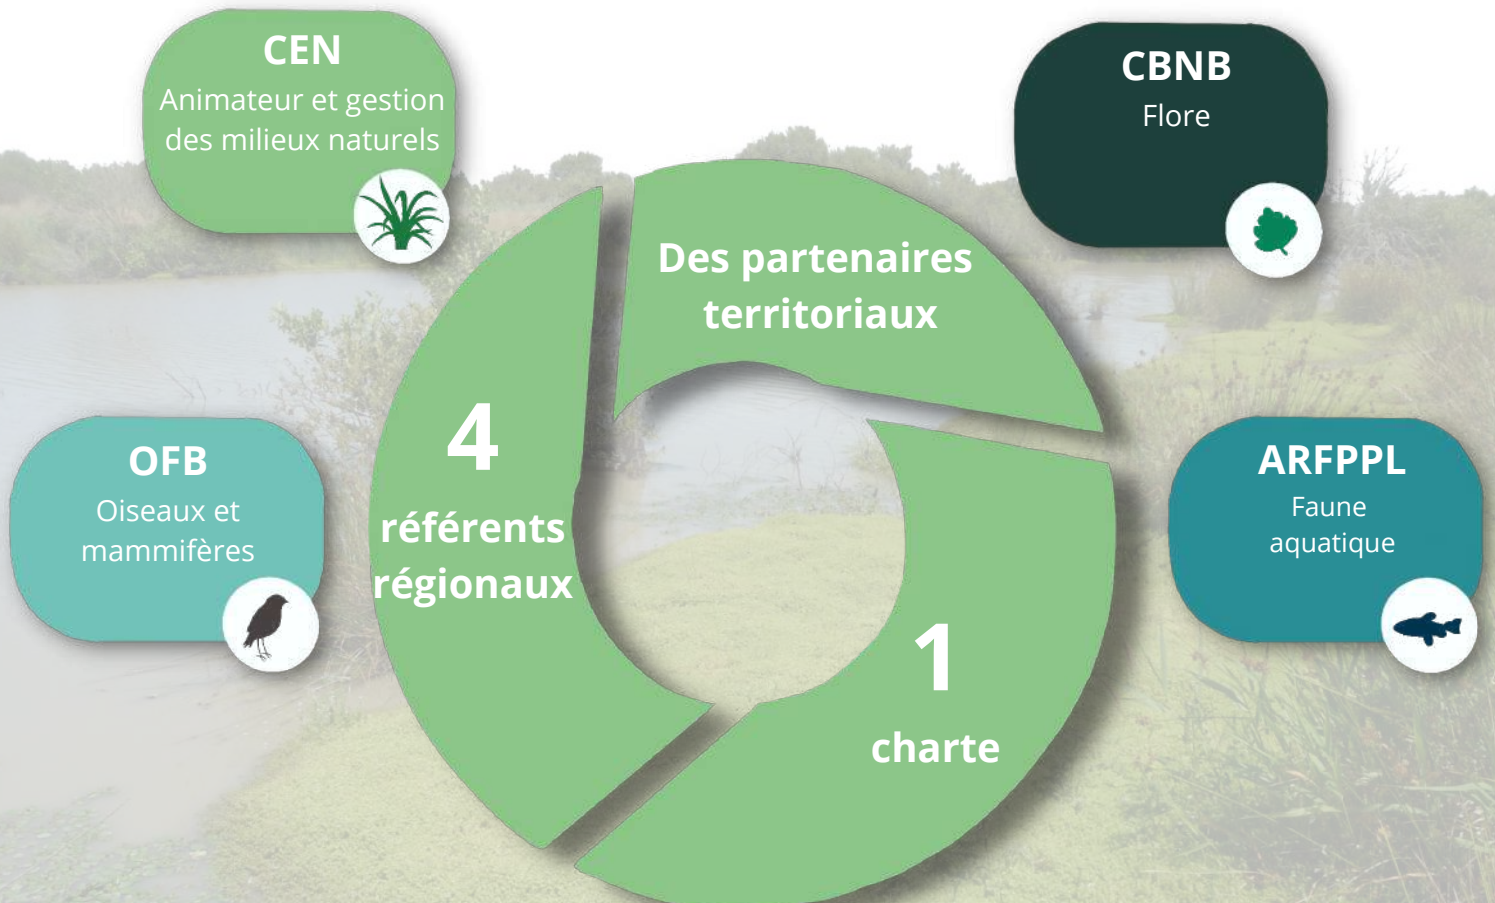 CEN
Animateur et gestion
des milieux naturels
CBNB
Flore
Des partenaires
territoriaux
4
référents
régionaux
OFB
Oiseaux et
mammifères
ARFPPL
Faune
aquatique
1
charte